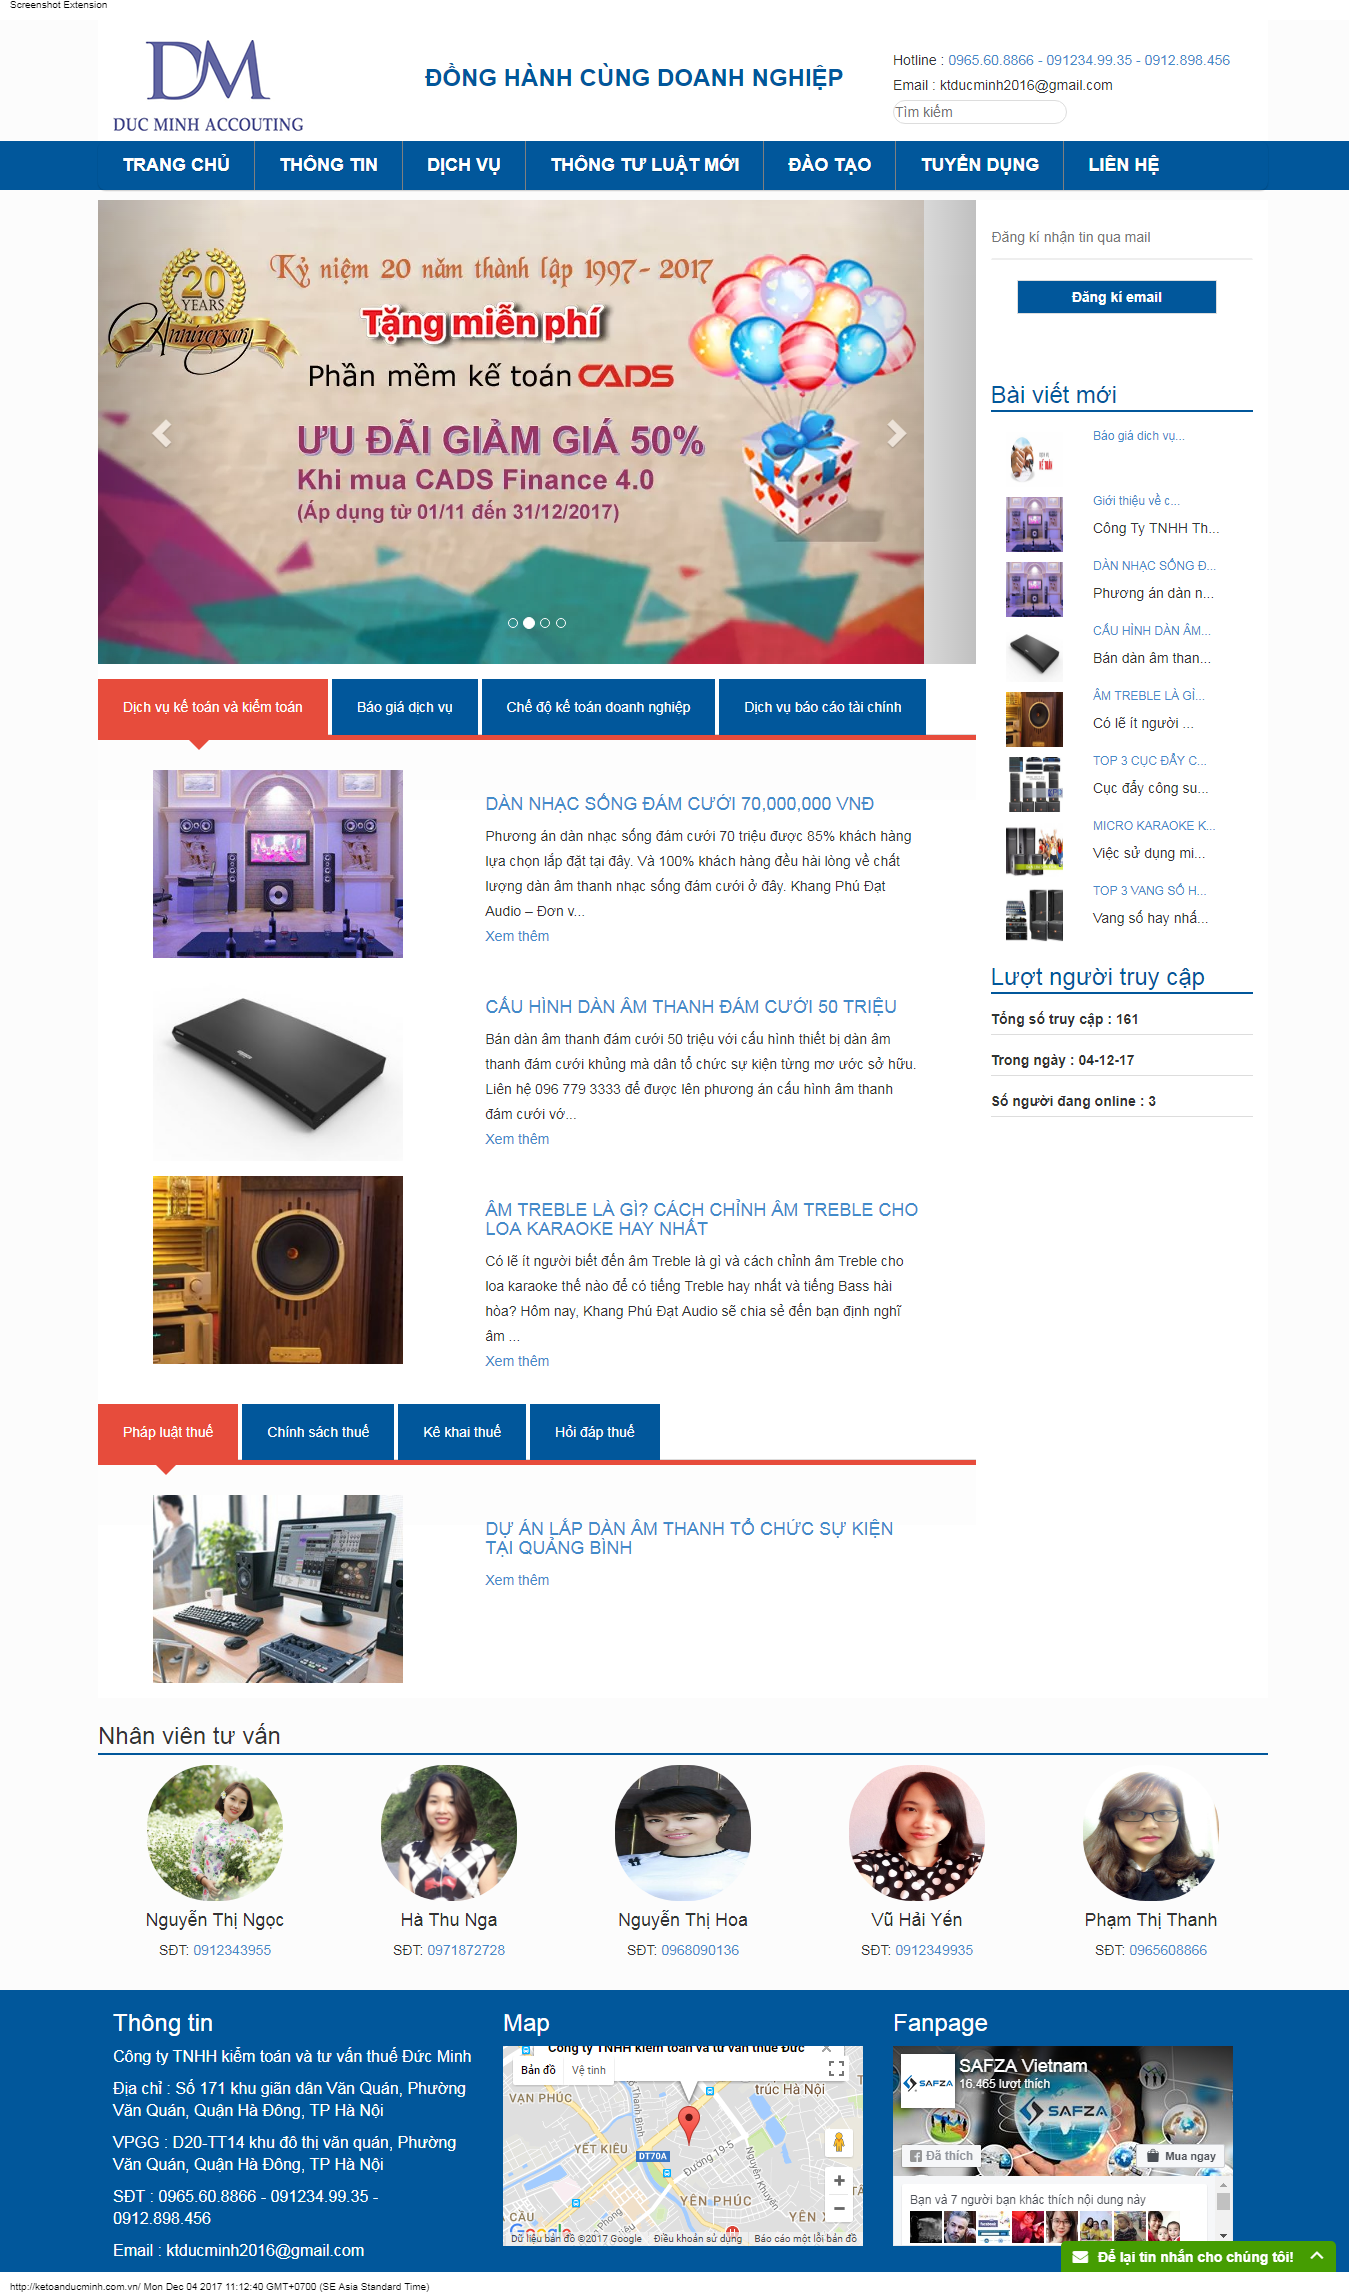 Screenshot Extension
DM
DUC MINH ACCOUTING
ĐỒNG HÀNH CÙNG DOANH NGHIỆP
Hotline : 0965.60.8866 - 091234.99.35 - 0912.898.456
Email : ktducminh2016@gmail.com
Tìm kiếm
TRANG CHỦ THÔNG TIN DỊCH VỤ THÔNG TƯ LUẬT MỚI ĐÀO TẠO TUYỂN DỤNG LIÊN HỆ
20
YEARS
Anniversary
Kỷ niệm 20 năm thành lập 1997- 2017
Tặng miễn phí
Phần mềm kế toán CADS
ƯU ĐÃI GIẢM GIÁ 50%
Khi mua CADS Finance 4.0
(Áp dụng từ 01/11 đến 31/12/2017)
Đăng kí nhận tin qua mail
Đăng kí email
Bài viết mới
Báo giá dich vụ...
Giới thiệu về c...
Công Ty TNHH Th...
DÀN NHẠC SỐNG Đ...
Phương án dàn n...
CẤU HÌNH DÀN ÂM...
Bán dàn âm than...
ÂM TREBLE LÀ GÌ...
Có lẽ ít người ...
TOP 3 CỤC ĐẨY C...
Cục đẩy công su...
MICRO KARAOKE K...
Việc sử dụng mi...
TOP 3 VANG SỐ H...
Vang số hay nhấ...
Lượt người truy cập
Tổng số truy cập : 161
Trong ngày : 04-12-17
Số người đang online : 3
Dịch vụ kế toán và kiểm toán Báo giá dịch vụ Chế độ kế toán doanh nghiệp Dịch vụ báo cáo tài chính
DÀN NHẠC SỐNG ĐÁM CƯỚI 70,000,000 VNĐ
Phương án dàn nhạc sống đám cưới 70 triệu được 85% khách hàng
lựa chọn lắp đặt tại đây. Và 100% khách hàng đều hài lòng về chất
lượng dàn âm thanh nhạc sống đám cưới ở đây. Khang Phú Đạt
Audio – Đơn v...
Xem thêm
CẤU HÌNH DÀN ÂM THANH ĐÁM CƯỚI 50 TRIỆU
Bán dàn âm thanh đám cưới 50 triệu với cấu hình thiết bị dàn âm
thanh đám cưới khủng mà dân tổ chức sự kiện từng mơ ước sở hữu.
Liên hệ 096 779 3333 để được lên phương án cấu hình âm thanh
đám cưới vớ...
Xem thêm
ÂM TREBLE LÀ GÌ? CÁCH CHỈNH ÂM TREBLE CHO
LOA KARAOKE HAY NHẤT
Có lẽ ít người biết đến âm Treble là gì và cách chỉnh âm Treble cho
loa karaoke thế nào để có tiếng Treble hay nhất và tiếng Bass hài
hòa? Hôm nay, Khang Phú Đạt Audio sẽ chia sẻ đến bạn định nghĩ
âm ...
Xem thêm
Pháp luật thuế Chính sách thuế Kê khai thuế Hỏi đáp thuế
DỰ ÁN LẮP DÀN ÂM THANH TỔ CHỨC SỰ KIỆN
TẠI QUẢNG BÌNH
Xem thêm
Nhân viên tư vấn
Nguyễn Thị Ngọc
SĐT: 0912343955
Hà Thu Nga
SĐT: 0971872728
Nguyễn Thị Hoa
SĐT: 0968090136
Vũ Hải Yến
SĐT: 0912349935
Phạm Thị Thanh
SĐT: 0965608866
Thông tin
Công ty TNHH kiểm toán và tư vấn thuế Đức Minh
Địa chỉ : Số 171 khu giãn dân Văn Quán, Phường
Văn Quán, Quận Hà Đông, TP Hà Nội
VPGG : D20-TT14 khu đô thị văn quán, Phường
Văn Quán, Quận Hà Đông, TP Hà Nội
SĐT : 0965.60.8866 - 091234.99.35 -
0912.898.456
Email : ktducminh2016@gmail.com
Map
Công ty TNHH kiểm toán và tư vấn thuế Đức
Bản đồ Vệ tinh
trúc Hà Nội
VẠN PHÚC
Tô Thanh Bình
YẾT KIÊU
DT70A
Đường 19-5
Nguyễn Khuyến
YÊN PHÚC
CẦU
YÊN X
Google
Dữ liệu bản đồ ©2017 Google Điều khoản sử dụng Báo cáo một lỗi bản đồ
Fanpage
SAFZA
SAFZA Vietnam
16.465 lượt thích
SAFZA
Đã thích
Mua ngay
Bạn và 7 người bạn khác thích nội dung này
Để lại tin nhắn cho chúng tôi!
http://ketoanducminh.com.vn/ Mon Dec 04 2017 11:12:40 GMT+0700 (SE Asia Standard Time)